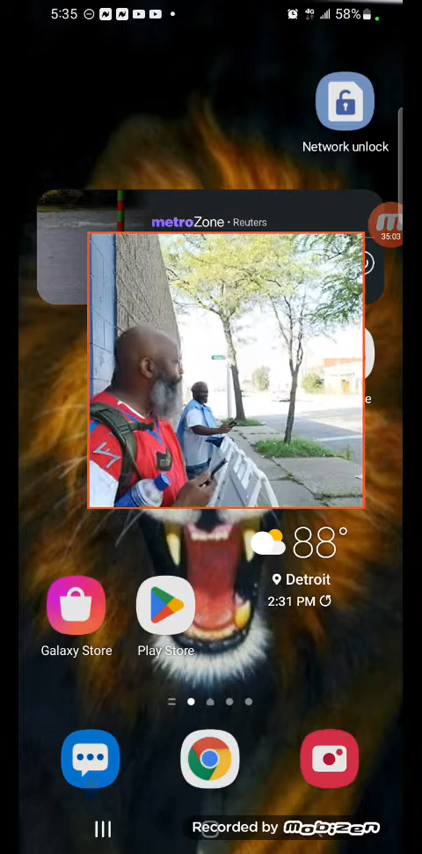 5:35
4G
58%
Network unlock
metroZone • Reuters
35:03
e
88°
Detroit
2:31 PM
Galaxy Store
Play Store
Recorded by MOBIZEN